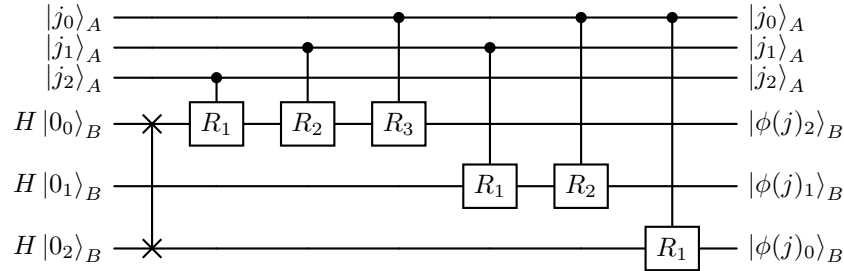 |j₀⟩_A |j₀⟩_A
|j₁⟩_A |j₁⟩_A
|j₂⟩_A |j₂⟩_A
H |0₀⟩_B R₁ R₂ R₃ |ϕ(j)₂⟩_B
H |0₁⟩_B R₁ R₂ |ϕ(j)₁⟩_B
H |0₂⟩_B R₁ |ϕ(j)₀⟩_B